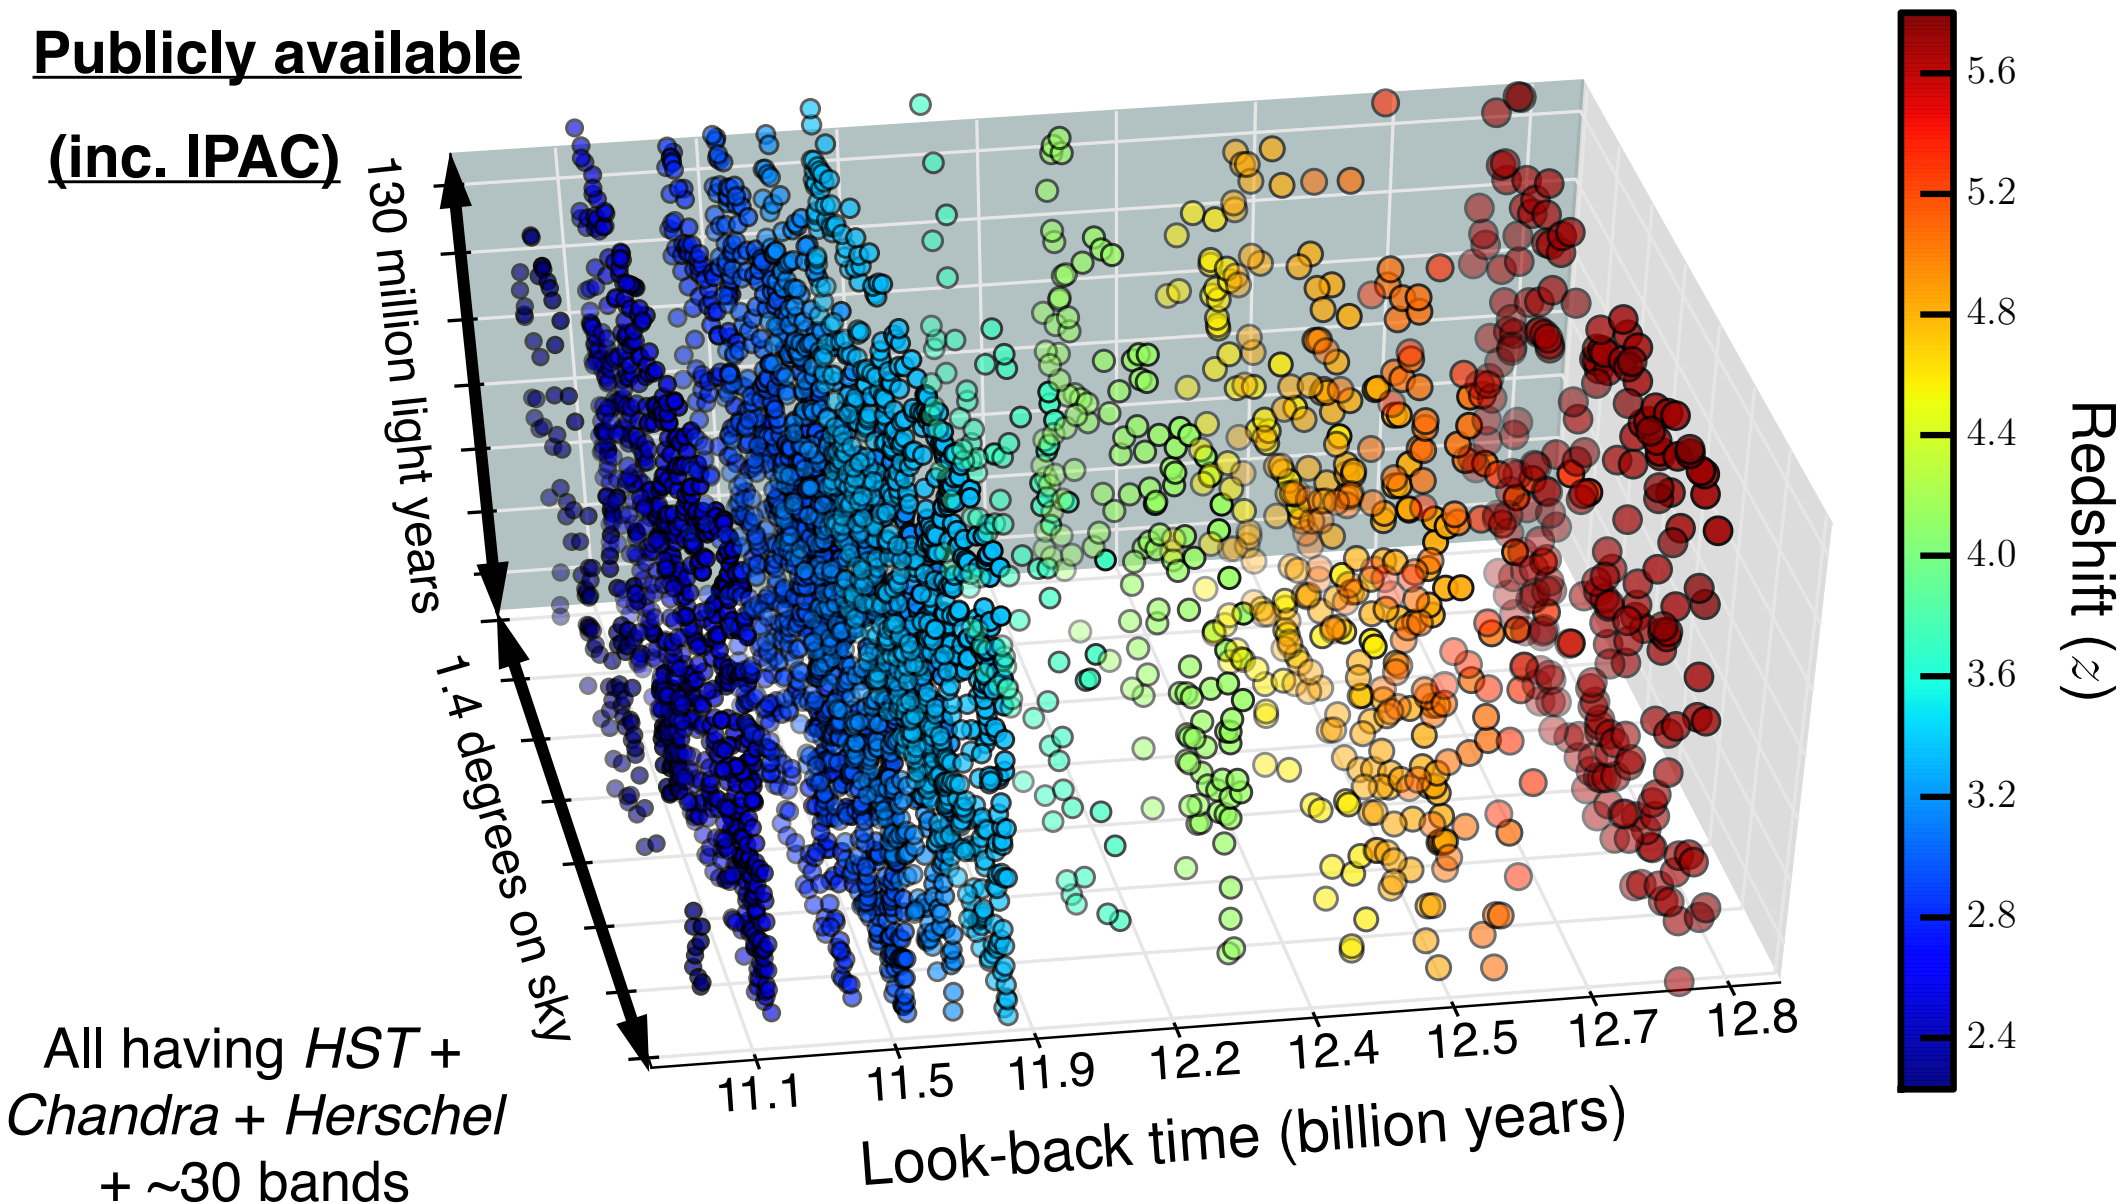 Publicly available
(inc. IPAC)
130 million light years
1.4 degrees on sky
All having HST +
Chandra + Herschel
+ ~30 bands
11.1 11.5 11.9 12.2 12.4 12.5 12.7 12.8
Look-back time (billion years)
5.6
5.2
4.8
4.4
4.0
3.6
3.2
2.8
2.4
Redshift (z)